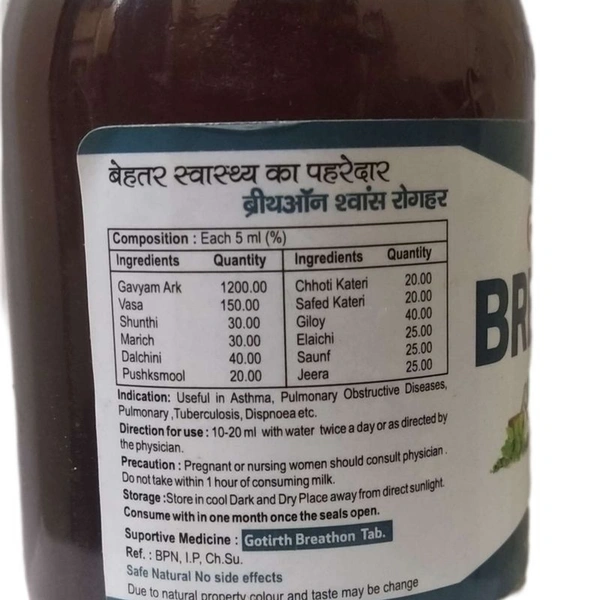 बेहतर स्वास्थ्य का पहरेदार
ब्रीथऑन श्वांस रोगहर
Composition : Each 5 ml (%)
Ingredients Quantity Ingredients Quantity
Gavyam Ark 1200.00 Chhoti Kateri 20.00
Vasa 150.00 Safed Kateri 20.00
Shunthi 30.00 Giloy 40.00
Marich 30.00 Elaichi 25.00
Dalchini 40.00 Saunf 25.00
Pushksmool 20.00 Jeera 25.00
Indication: Useful in Asthma, Pulmonary Obstructive Diseases,
Pulmonary ,Tuberculosis, Dispnoea etc.
Direction for use : 10-20 ml with water twice a day or as directed by
the physician.
Precaution : Pregnant or nursing women should consult physician .
Do not take within 1 hour of consuming milk.
Storage :Store in cool Dark and Dry Place away from direct sunlight.
Consume with in one month once the seals open.
Suportive Medicine : Gotirth Breathon Tab.
Ref. : BPN, I.P, Ch.Su.
Safe Natural No side effects
Due to natural property colour and taste may be change